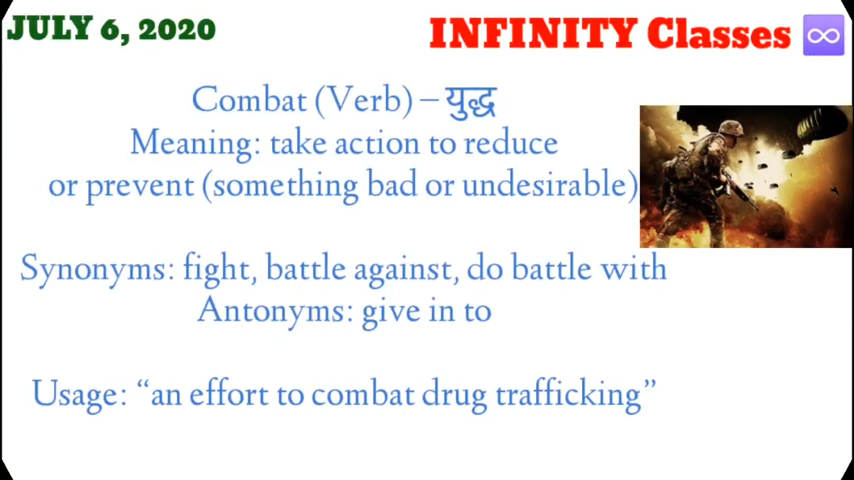 JULY 6, 2020
INFINITY Classes ♾
Combat (Verb) – युद्ध
Meaning: take action to reduce
or prevent (something bad or undesirable)
Synonyms: fight, battle against, do battle with
Antonyms: give in to
Usage: “an effort to combat drug trafficking”